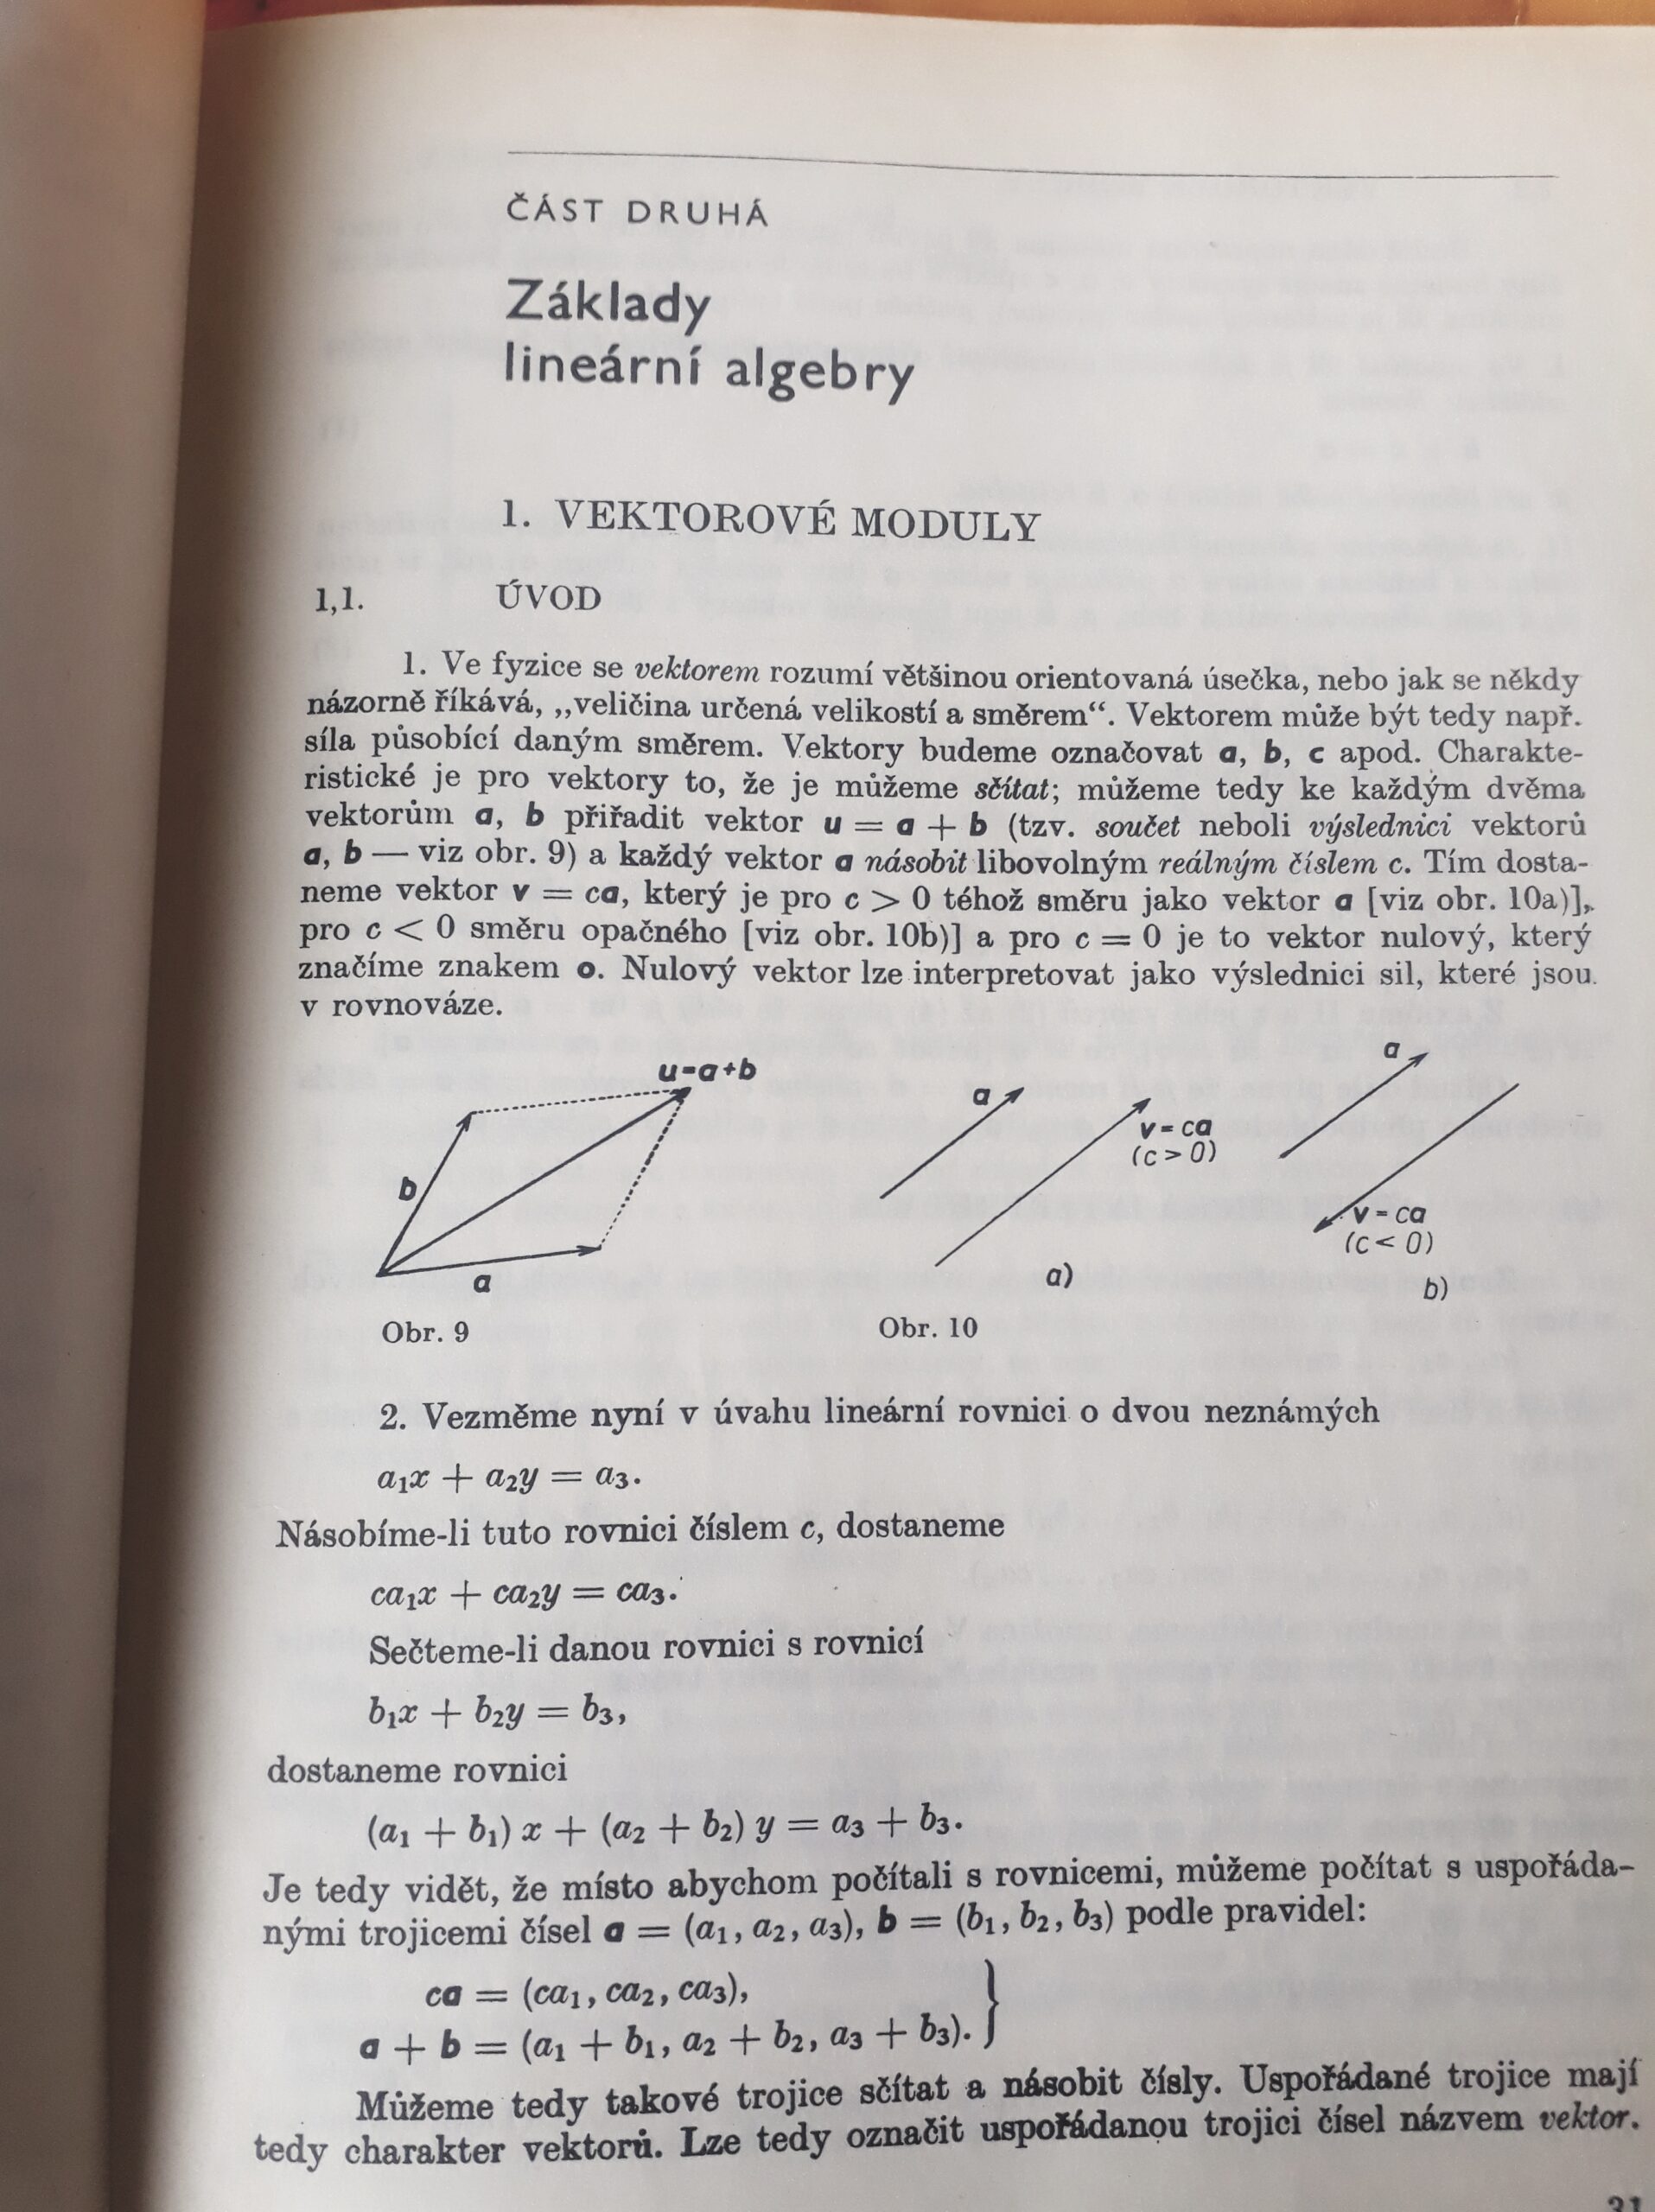 ČÁST DRUHÁ
Základy
lineární algebry
1. VEKTOROVÉ MODULY
1,1. ÚVOD
1. Ve fyzice se vektorem rozumí většinou orientovaná úsečka, nebo jak se někdy
názorně říkává, „veličina určená velikostí a směrem“. Vektorem může být tedy např.
síla působící daným směrem. Vektory budeme označovat a, b, c apod. Charakte-
ristické je pro vektory to, že je můžeme sčítat; můžeme tedy ke každým dvěma
vektorům a, b přiřadit vektor u = a + b (tzv. součet neboli výslednici vektorů
a, b — viz obr. 9) a každý vektor a násobit libovolným reálným číslem c. Tím dosta-
neme vektor v = ca, který je pro c > 0 téhož směru jako vektor a [viz obr. 10a)],
pro c < 0 směru opačného [viz obr. 10b)] a pro c = 0 je to vektor nulový, který
značíme znakem o. Nulový vektor lze interpretovat jako výslednici sil, které jsou
v rovnováze.
u=a+b
b
a
Obr. 9
a
v=ca
(c>0)
a)
a
v=ca
(c<0)
b)
Obr. 10
2. Vezměme nyní v úvahu lineární rovnici o dvou neznámých
a₁x + a₂y = a₃.
Násobíme-li tuto rovnici číslem c, dostaneme
ca₁x + ca₂y = ca₃.
Sečteme-li danou rovnici s rovnicí
b₁x + b₂y = b₃,
dostaneme rovnici
(a₁ + b₁) x + (a₂ + b₂) y = a₃ + b₃.
Je tedy vidět, že místo abychom počítali s rovnicemi, můžeme počítat s uspořáda-
nými trojicemi čísel a = (a₁, a₂, a₃), b = (b₁, b₂, b₃) podle pravidel:
ca = (ca₁, ca₂, ca₃),
a + b = (a₁ + b₁, a₂ + b₂, a₃ + b₃). }
Můžeme tedy takové trojice sčítat a násobit čísly. Uspořádané trojice mají
tedy charakter vektorů. Lze tedy označit uspořádanou trojici čísel názvem vektor.
31